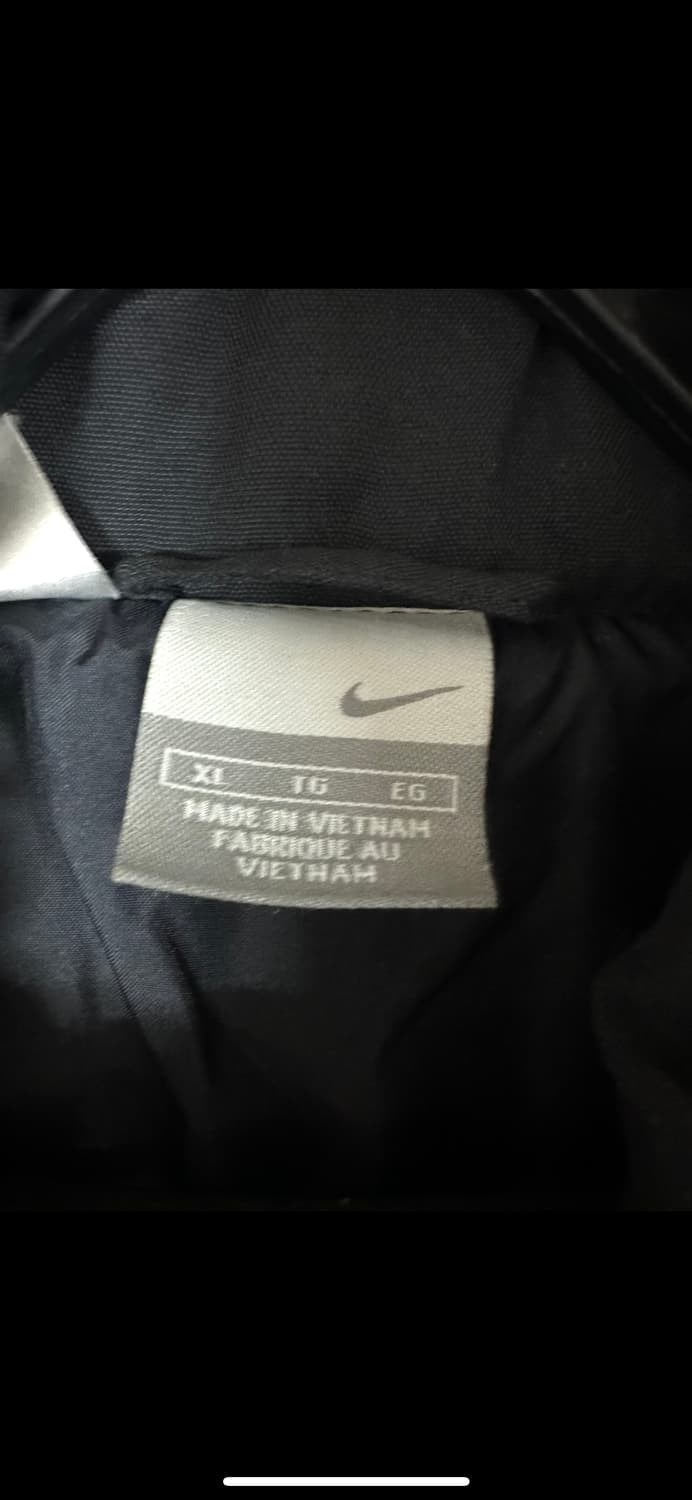 XL TG EG
MADE IN VIETNAM
FABRIQUE AU
VIETNAM